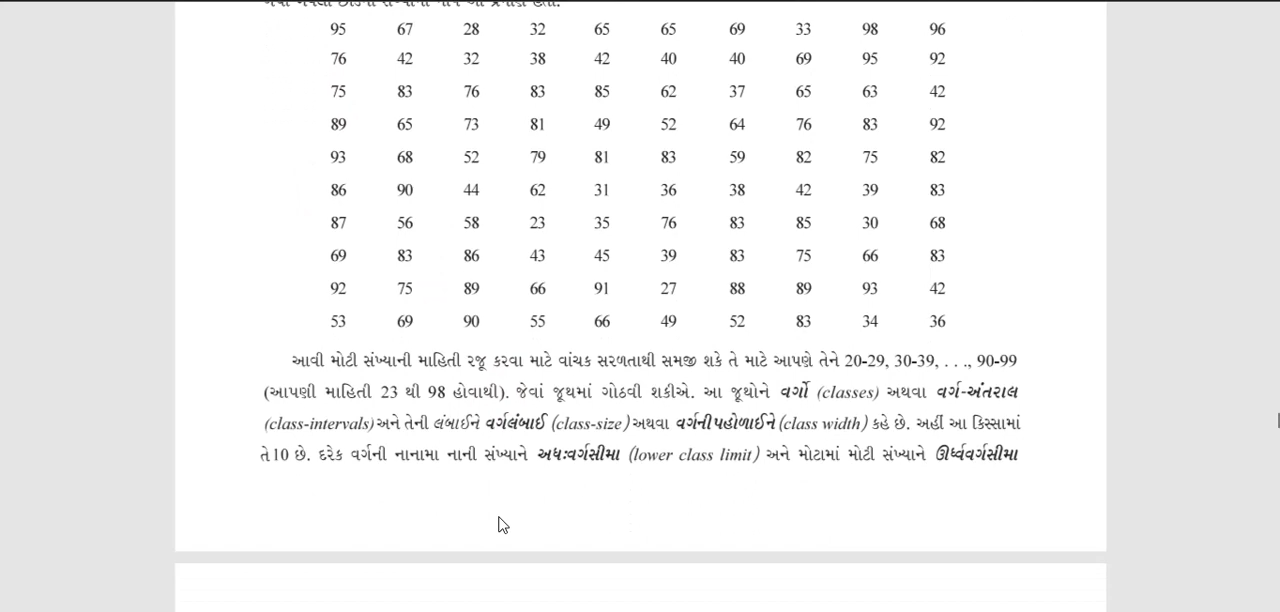 95 67 28 32 65 65 69 33 98 96
76 42 32 38 42 40 40 69 95 92
75 83 76 83 85 62 37 65 63 42
89 65 73 81 49 52 64 76 83 92
93 68 52 79 81 83 59 82 75 82
86 90 44 62 31 36 38 42 39 83
87 56 58 23 35 76 83 85 30 68
69 83 86 43 45 39 83 75 66 83
92 75 89 66 91 27 88 89 93 42
53 69 90 55 66 49 52 83 34 36
આવી મોટી સંખ્યાની માહિતી રજૂ કરવા માટે વાંચક સરળતાથી સમજી શકે તે માટે આપણે તેને 20-29, 30-39, . . ., 90-99
(આપણી માહિતી 23 થી 98 હોવાથી). જેવાં જૂથમાં ગોઠવી શકીએ. આ જૂથોને વર્ગો (classes) અથવા વર્ગ-અંતરાલ
(class-intervals) અને તેની લંબાઈને વર્ગલંબાઈ (class-size) અથવા વર્ગની પહોળાઈને (class width) કહે છે. અહીં આ કિસ્સામાં
તે 10 છે. દરેક વર્ગની નાનામા નાની સંખ્યાને અધઃવર્ગસીમા (lower class limit) અને મોટામાં મોટી સંખ્યાને ઊર્ધ્વવર્ગસીમા